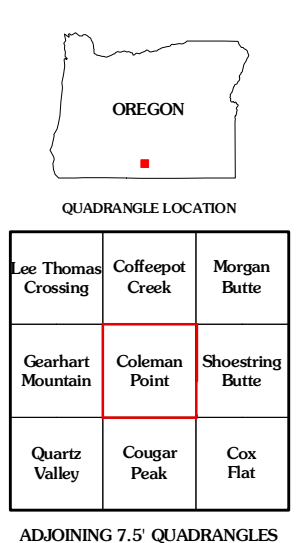 OREGON
QUADRANGLE LOCATION
Lee Thomas
Crossing
Coffeepot
Creek
Morgan
Butte
Gearhart
Mountain
Coleman
Point
Shoestring
Butte
Quartz
Valley
Cougar
Peak
Cox
Flat
ADJOINING 7.5' QUADRANGLES